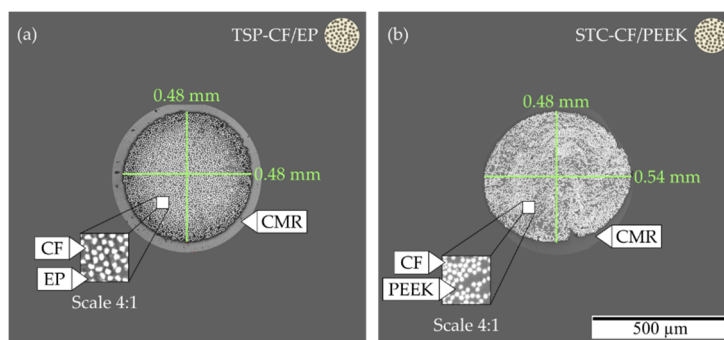 (a)
TSP-CF/EP
0.48 mm
0.48 mm
CMR
CF
EP
Scale 4:1
(b)
STC-CF/PEEK
0.48 mm
0.54 mm
CMR
CF
PEEK
Scale 4:1
500 µm